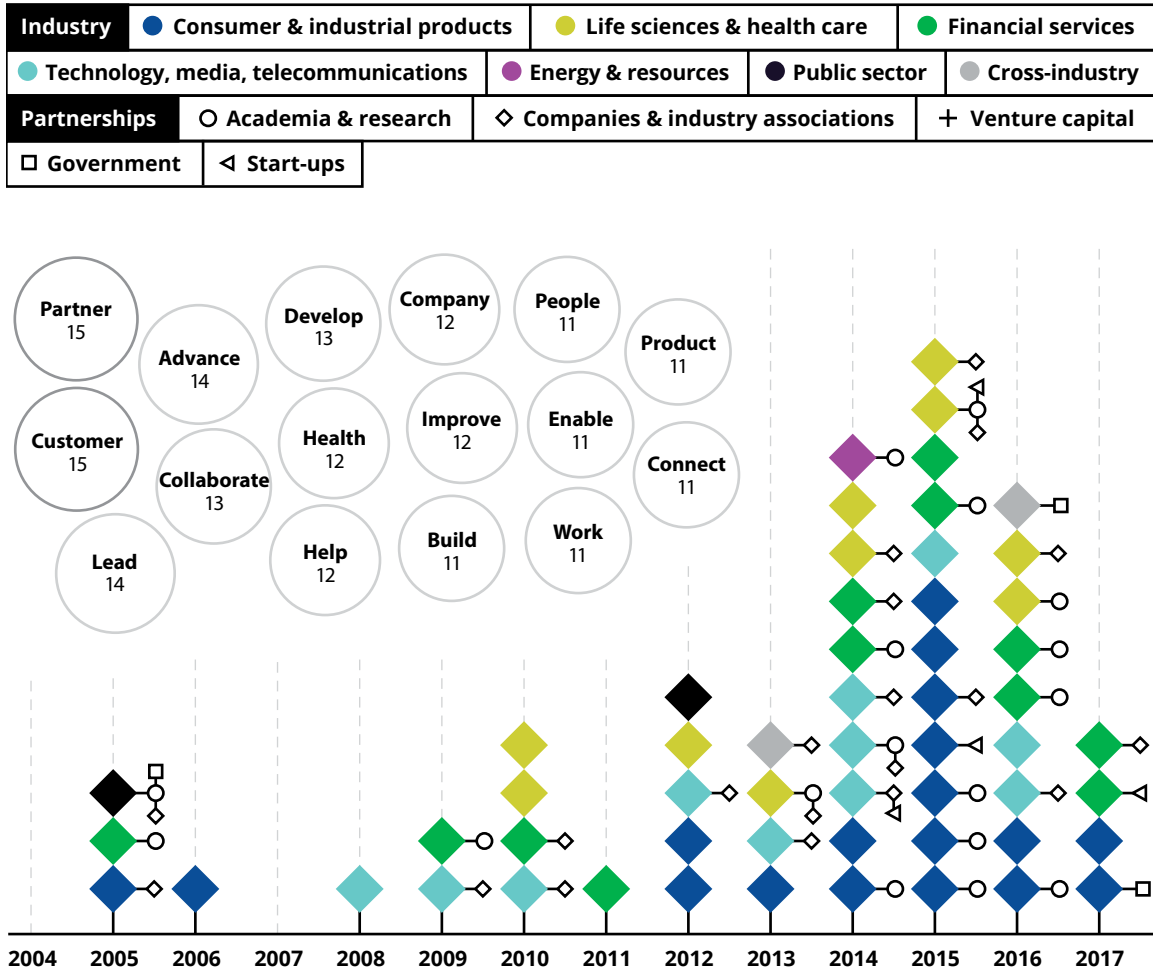 Industry Consumer & industrial products Life sciences & health care Financial services
Technology, media, telecommunications Energy & resources Public sector Cross-industry
Partnerships Academia & research Companies & industry associations Venture capital
Government Start-ups
Partner
15
Advance
14
Develop
13
Company
12
People
11
Product
11
Customer
15
Collaborate
13
Health
12
Improve
12
Enable
11
Connect
11
Lead
14
Help
12
Build
11
Work
11
2004 2005 2006 2007 2008 2009 2010 2011 2012 2013 2014 2015 2016 2017